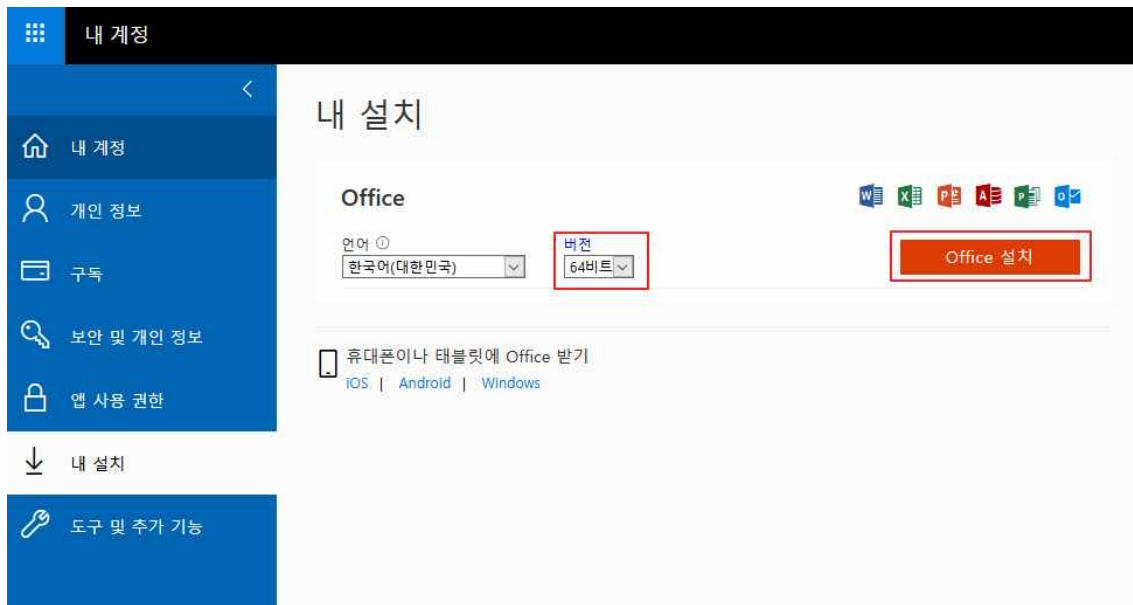 내 계정
내 계정
개인 정보
구독
보안 및 개인 정보
앱 사용 권한
내 설치
도구 및 추가 기능
내 설치
Office
언어
버전
한국어(대한민국)
64비트
Office 설치
휴대폰이나 태블릿에 Office 받기
iOS | Android | Windows